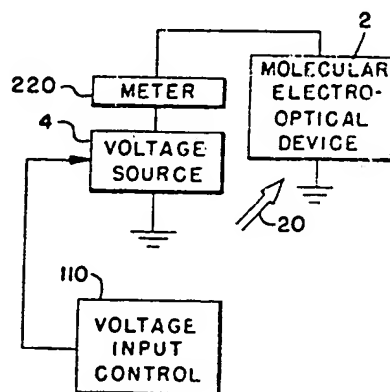 2
MOLECULAR
ELECTRO-
OPTICAL
DEVICE
220
METER
4
VOLTAGE
SOURCE
20
110
VOLTAGE
INPUT
CONTROL